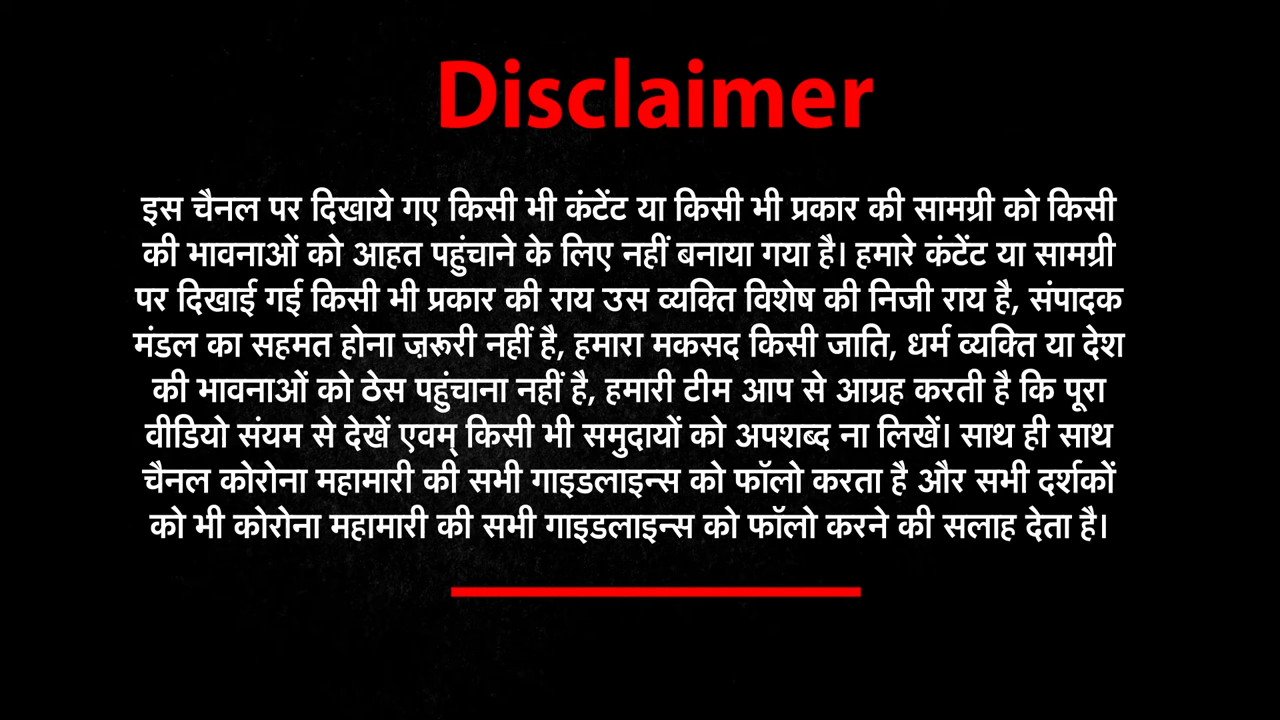 Disclaimer
इस चैनल पर दिखाये गए किसी भी कंटेंट या किसी भी प्रकार की सामग्री को किसी
की भावनाओं को आहत पहुंचाने के लिए नहीं बनाया गया है। हमारे कंटेंट या सामग्री
पर दिखाई गई किसी भी प्रकार की राय उस व्यक्ति विशेष की निजी राय है, संपादक
मंडल का सहमत होना ज़रूरी नहीं है, हमारा मकसद किसी जाति, धर्म व्यक्ति या देश
की भावनाओं को ठेस पहुंचाना नहीं है, हमारी टीम आप से आग्रह करती है कि पूरा
वीडियो संयम से देखें एवम् किसी भी समुदायों को अपशब्द ना लिखें। साथ ही साथ
चैनल कोरोना महामारी की सभी गाइडलाइन्स को फॉलो करता है और सभी दर्शकों
को भी कोरोना महामारी की सभी गाइडलाइन्स को फॉलो करने की सलाह देता है।